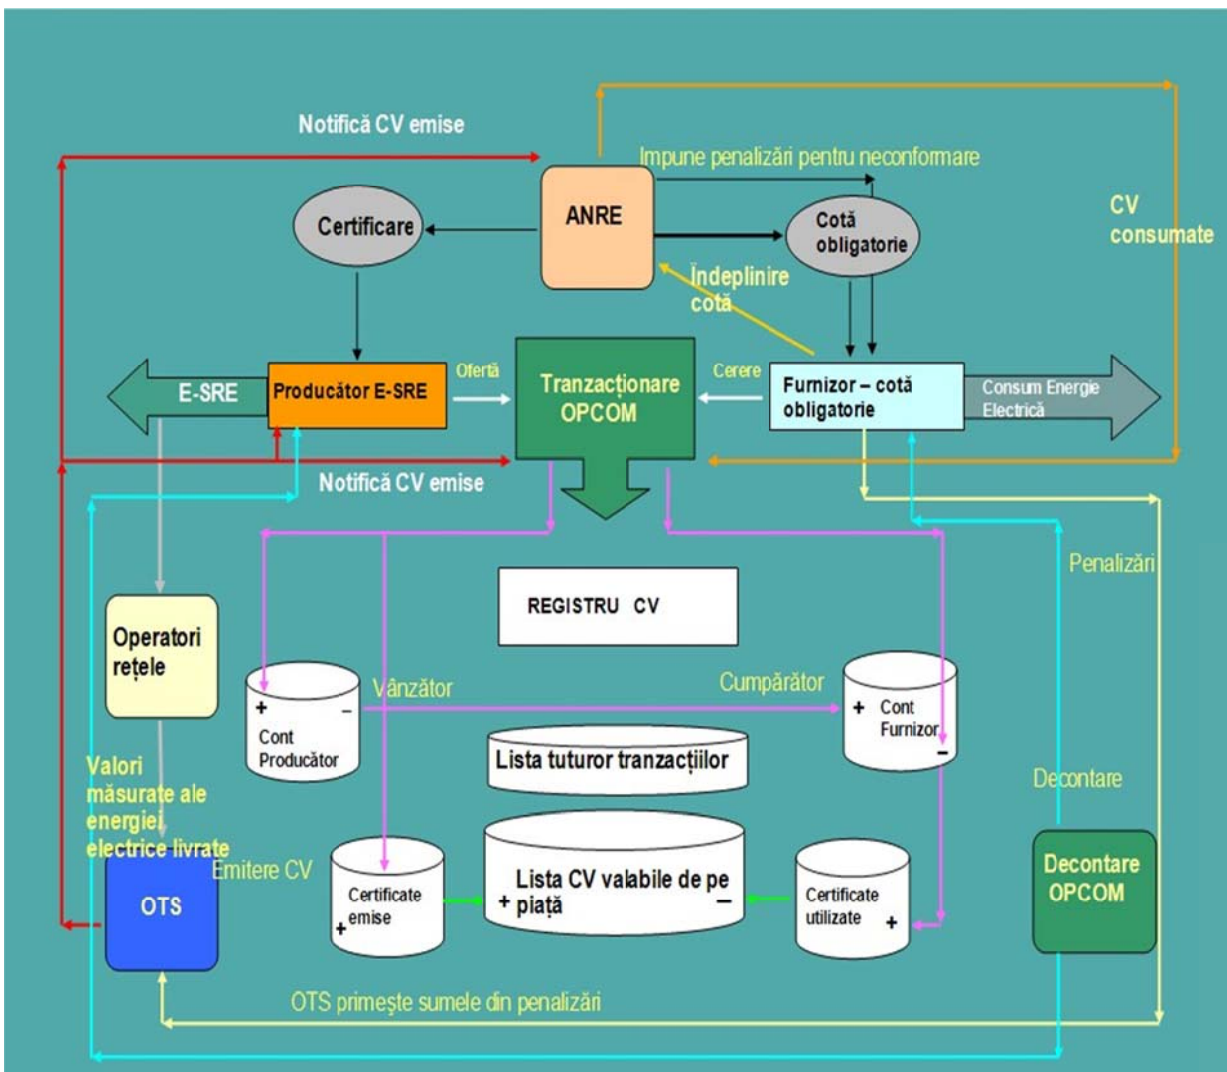 Notifică CV emise
Impune penalizări pentru neconformare
ANRE
Certificare
Cotă
obligatorie
CV
consumate
Îndeplinire
cotă
E-SRE
Producător E-SRE
Ofertă
Tranzacționare
OPCOM
Cerere
Furnizor – cotă
obligatorie
Consum Energie
Electrică
Notifică CV emise
Penalizări
REGISTRU CV
Operatori
rețele
Vânzător
Cumpărător
+ –
Cont
Producător
+ Cont
Furnizor
–
Lista tuturor tranzacțiilor
Valori
măsurate ale
energiei
electrice livrate
Decontare
Emitere CV
OTS
Certificate
emise
+
Lista CV valabile de pe
piață
+ –
Certificate
utilizate
+
Decontare
OPCOM
OTS primește sumele din penalizări